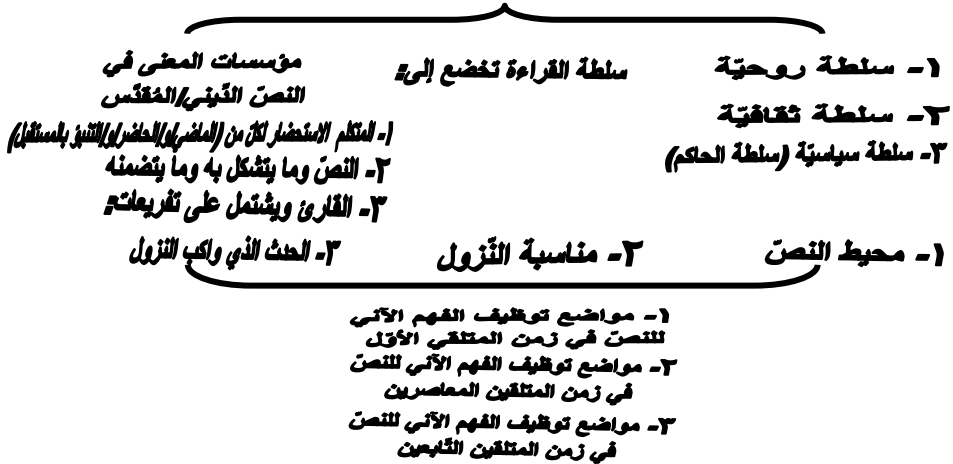 سلطة القراءة تخضع إلى:
١- سلطة روحيّة
٢- سلطة ثقافيّة
٣- سلطة سياسيّة (سلطة الحاكم)
مؤسسات المعنى في
النصّ الدّيني/المُقدّس
١- المتكلم الاستحضار لكلّ من (الماضي/و/الحاضر/و/التنبؤ بالمستقبل)
٢- النصّ وما يتشكل به وما يتضمنه
٣- القارئ ويشتمل على تفريعات:
١- محيط النصّ
٢- مناسبة النّزول
٣- الحدث الذي واكب النزول
١- مواضع توظيف الفهم الآني
للنصّ في زمن المتلقي الأوّل
٢- مواضع توظيف الفهم الآني للنصّ
في زمن المتلقين المعاصرين
٣- مواضع توظيف الفهم الآني للنصّ
في زمن المتلقين التّابعين